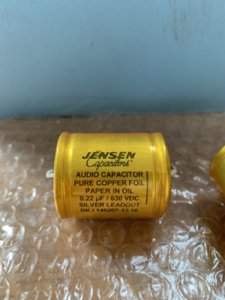 JENSEN
Capacitors
AUDIO CAPACITOR
PURE COPPER FOIL
PAPER IN OIL
0.22 µF / 630 VDC
SILVER LEADOUT